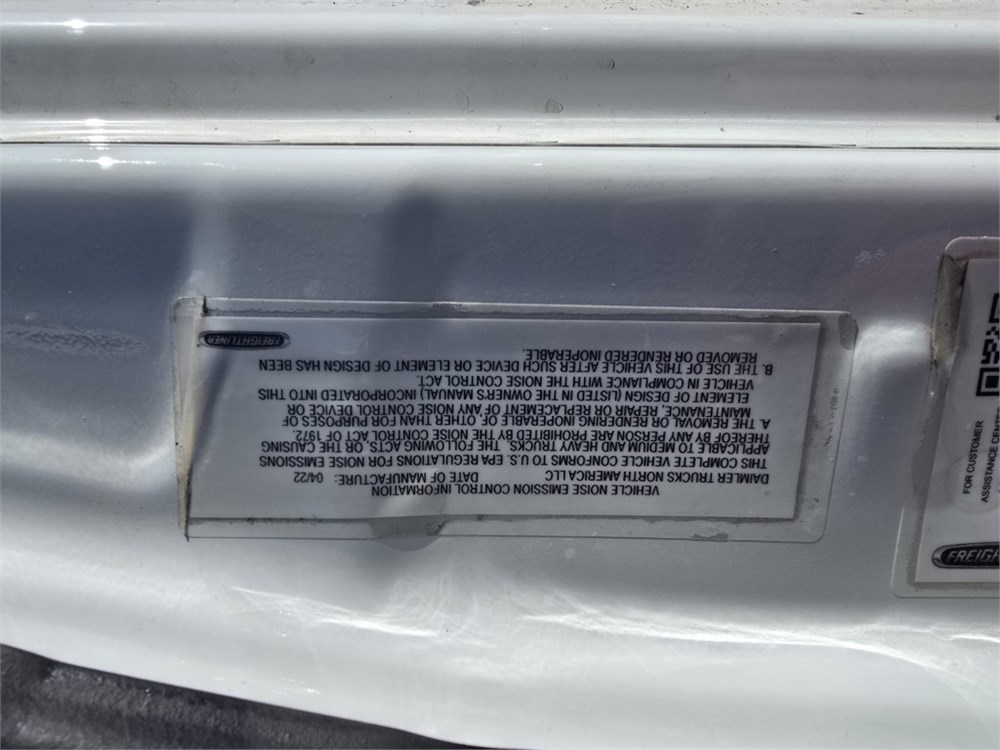 VEHICLE NOISE EMISSION CONTROL INFORMATION
DAIMLER TRUCKS NORTH AMERICA LLC DATE OF MANUFACTURE: 04/22
THIS COMPLETE VEHICLE CONFORMS TO U.S. EPA REGULATIONS FOR NOISE EMISSIONS
APPLICABLE TO MEDIUM AND HEAVY TRUCKS. THE FOLLOWING ACTS, OR THE CAUSING
THEREOF BY ANY PERSON ARE PROHIBITED BY THE NOISE CONTROL ACT OF 1972.
A. THE REMOVAL OR RENDERING INOPERABLE, OTHER THAN FOR PURPOSES OF
MAINTENANCE, REPAIR OR REPLACEMENT OF ANY NOISE CONTROL DEVICE OR
ELEMENT OF DESIGN (LISTED IN THE OWNER'S MANUAL) INCORPORATED INTO THIS
VEHICLE IN COMPLIANCE WITH THE NOISE CONTROL ACT.
B. THE USE OF THIS VEHICLE AFTER SUCH DEVICE OR ELEMENT OF DESIGN HAS BEEN
REMOVED OR RENDERED INOPERABLE.
FREIGHTLINER
FOR CUSTOMER
ASSISTANCE